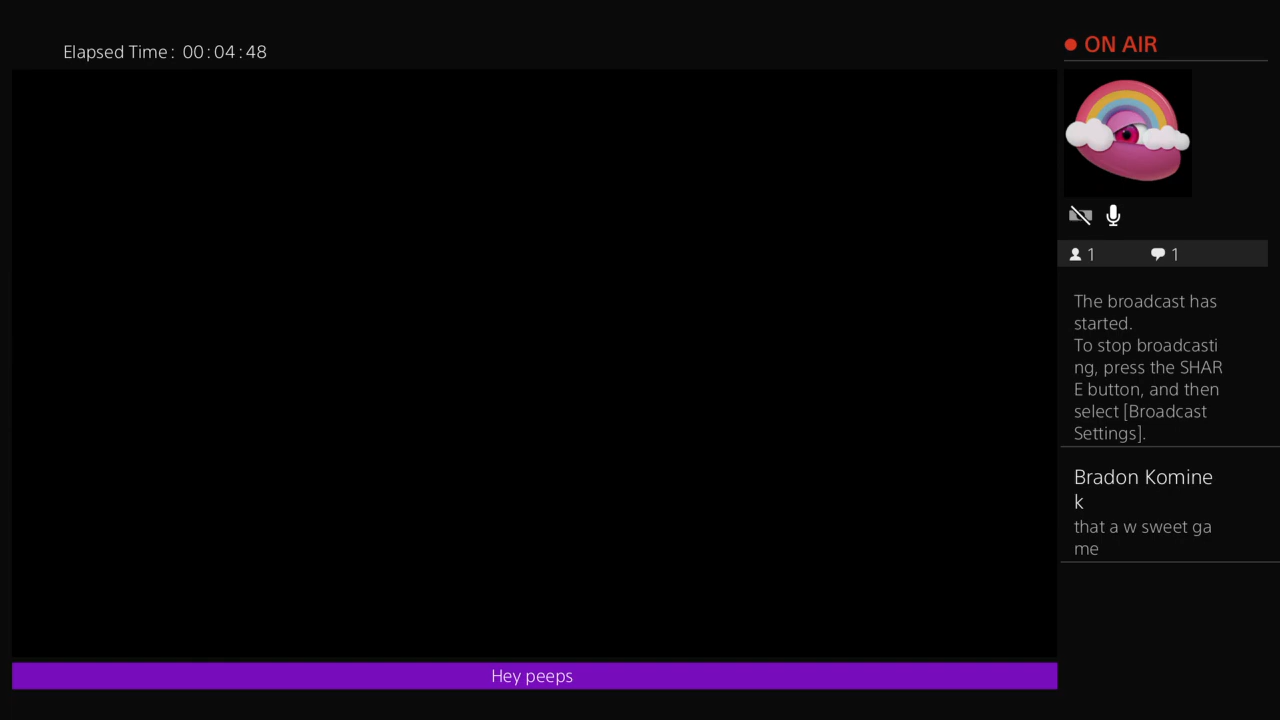 Elapsed Time: 00:04:48
ON AIR
1
1
The broadcast has
started.
To stop broadcasti
ng, press the SHAR
E button, and then
select [Broadcast
Settings].
Bradon Komine
k
that a w sweet ga
me
Hey peeps